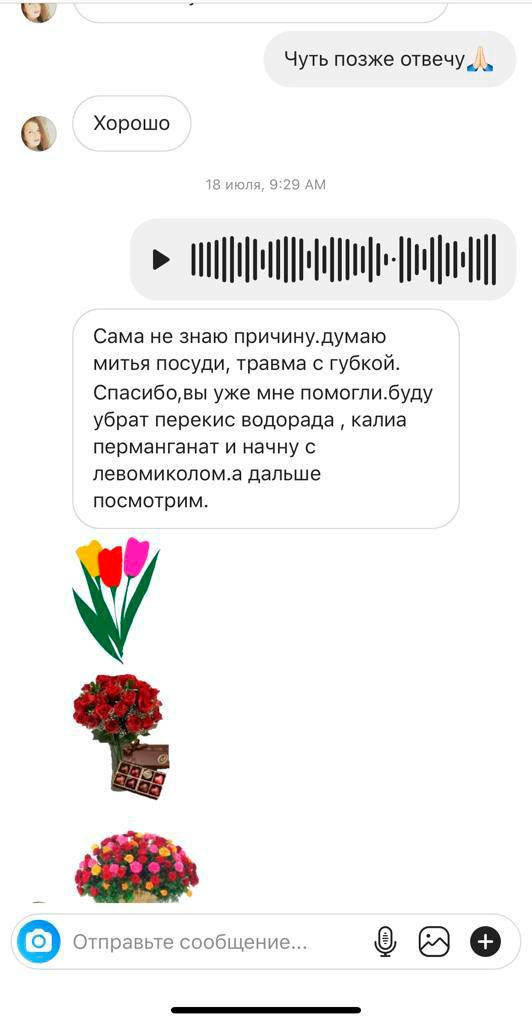 Чуть позже отвечу🙏🏻
Хорошо
18 июля, 9:29 AM
Сама не знаю причину.думаю
митья посуди, травма с губкой.
Спасибо,вы уже мне помогли.буду
убрат перекис водорада , калиа
перманганат и начну с
левомиколом.а дальше
посмотрим.
Отправьте сообщение...